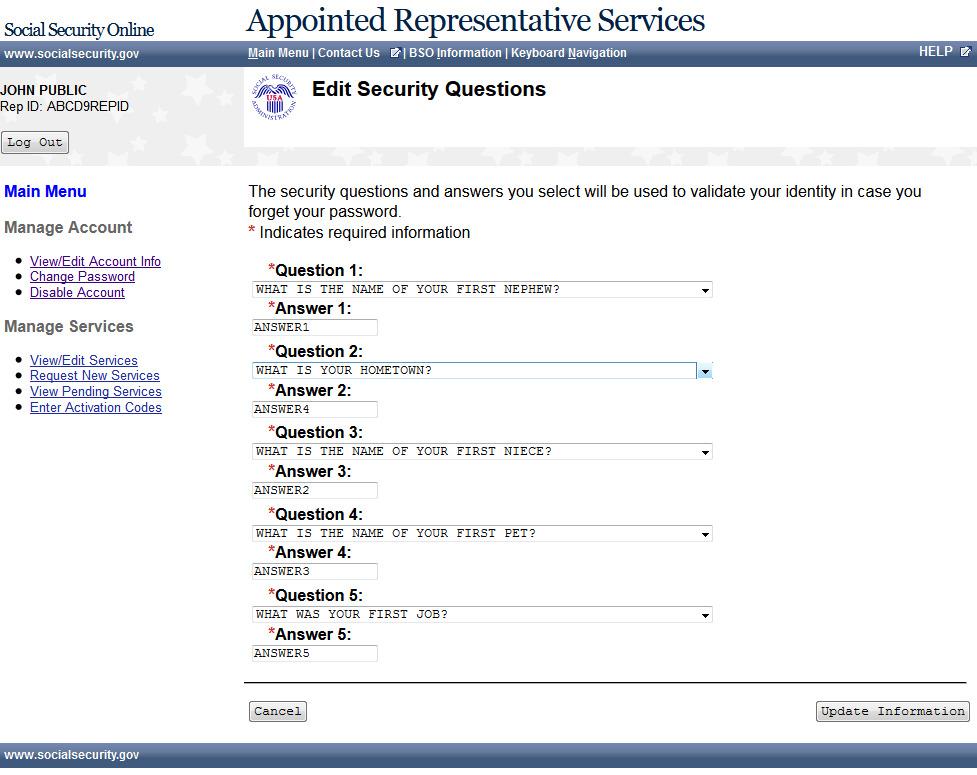 Social Security Online
Appointed Representative Services
www.socialsecurity.gov
Main Menu | Contact Us | BSO Information | Keyboard Navigation
HELP
JOHN PUBLIC
Rep ID: ABCD9REPID
Log Out
SOCIAL SECURITY ADMINISTRATION
USA
Edit Security Questions
Main Menu
Manage Account
View/Edit Account Info
Change Password
Disable Account
Manage Services
View/Edit Services
Request New Services
View Pending Services
Enter Activation Codes
The security questions and answers you select will be used to validate your identity in case you
forget your password.
* Indicates required information
*Question 1:
WHAT IS THE NAME OF YOUR FIRST NEPHEW?
*Answer 1:
ANSWER1
*Question 2:
WHAT IS YOUR HOMETOWN?
*Answer 2:
ANSWER4
*Question 3:
WHAT IS THE NAME OF YOUR FIRST NIECE?
*Answer 3:
ANSWER2
*Question 4:
WHAT IS THE NAME OF YOUR FIRST PET?
*Answer 4:
ANSWER3
*Question 5:
WHAT WAS YOUR FIRST JOB?
*Answer 5:
ANSWER5
Cancel
Update Information
www.socialsecurity.gov